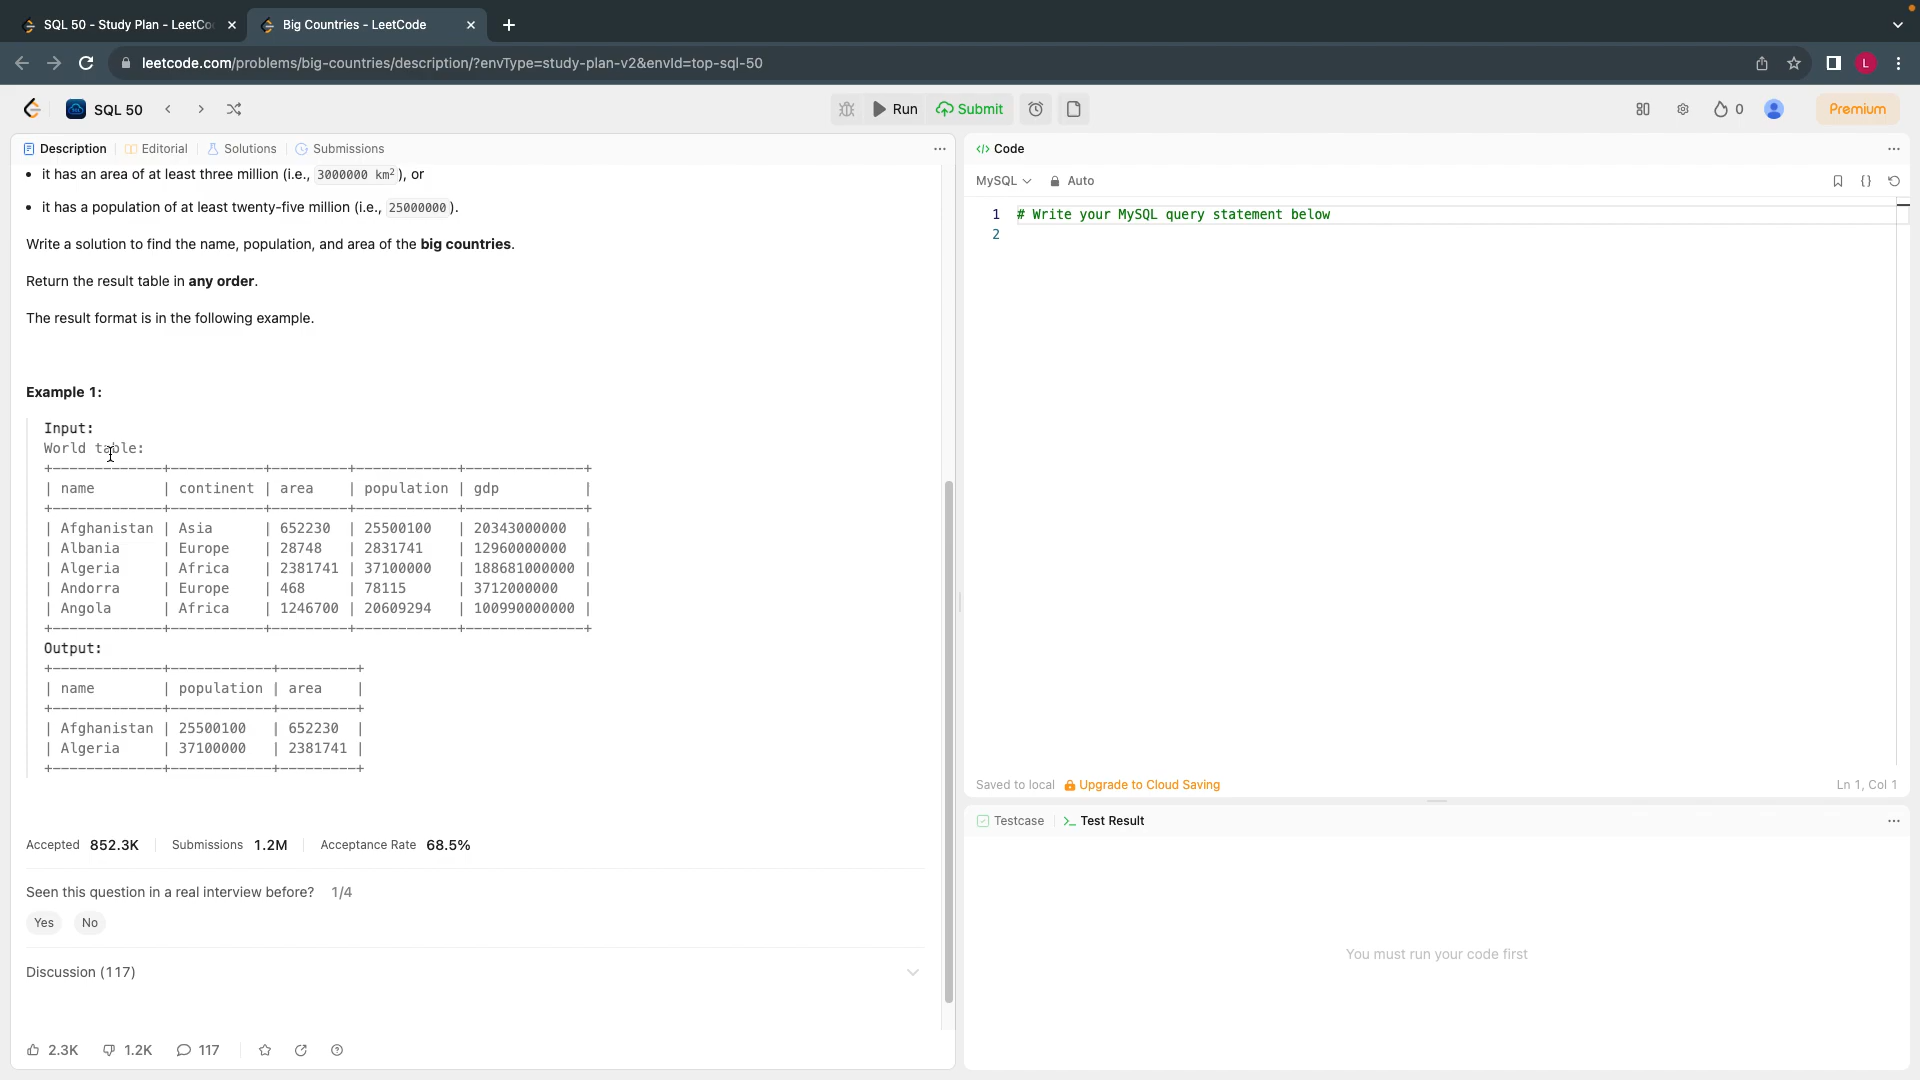 SQL 50 - Study Plan - LeetCo
Big Countries - LeetCode
leetcode.com/problems/big-countries/description/?envType=study-plan-v2&envId=top-sql-50
L
SQL 50
Run
Submit
0
Premium
Description
Editorial
Solutions
Submissions
• it has an area of at least three million (i.e., 3000000 km²), or
• it has a population of at least twenty-five million (i.e., 25000000).
Write a solution to find the name, population, and area of the big countries.
Return the result table in any order.
The result format is in the following example.
Example 1:
Input:
World table:
+-------------+-----------+---------+------------+--------------+
| name        | continent | area    | population | gdp          |
+-------------+-----------+---------+------------+--------------+
| Afghanistan | Asia      | 652230  | 25500100   | 20343000000  |
| Albania     | Europe    | 28748   | 2831741    | 12960000000  |
| Algeria     | Africa    | 2381741 | 37100000   | 188681000000 |
| Andorra     | Europe    | 468     | 78115      | 3712000000   |
| Angola      | Africa    | 1246700 | 20609294   | 100990000000 |
+-------------+-----------+---------+------------+--------------+
Output:
+-------------+------------+---------+
| name        | population | area    |
+-------------+------------+---------+
| Afghanistan | 25500100   | 652230  |
| Algeria     | 37100000   | 2381741 |
+-------------+------------+---------+
Accepted 852.3K Submissions 1.2M Acceptance Rate 68.5%
Seen this question in a real interview before? 1/4
Yes No
Discussion (117)
2.3K 1.2K 117
Code
MySQL Auto
1 # Write your MySQL query statement below
2
Saved to local Upgrade to Cloud Saving Ln 1, Col 1
Testcase Test Result
You must run your code first